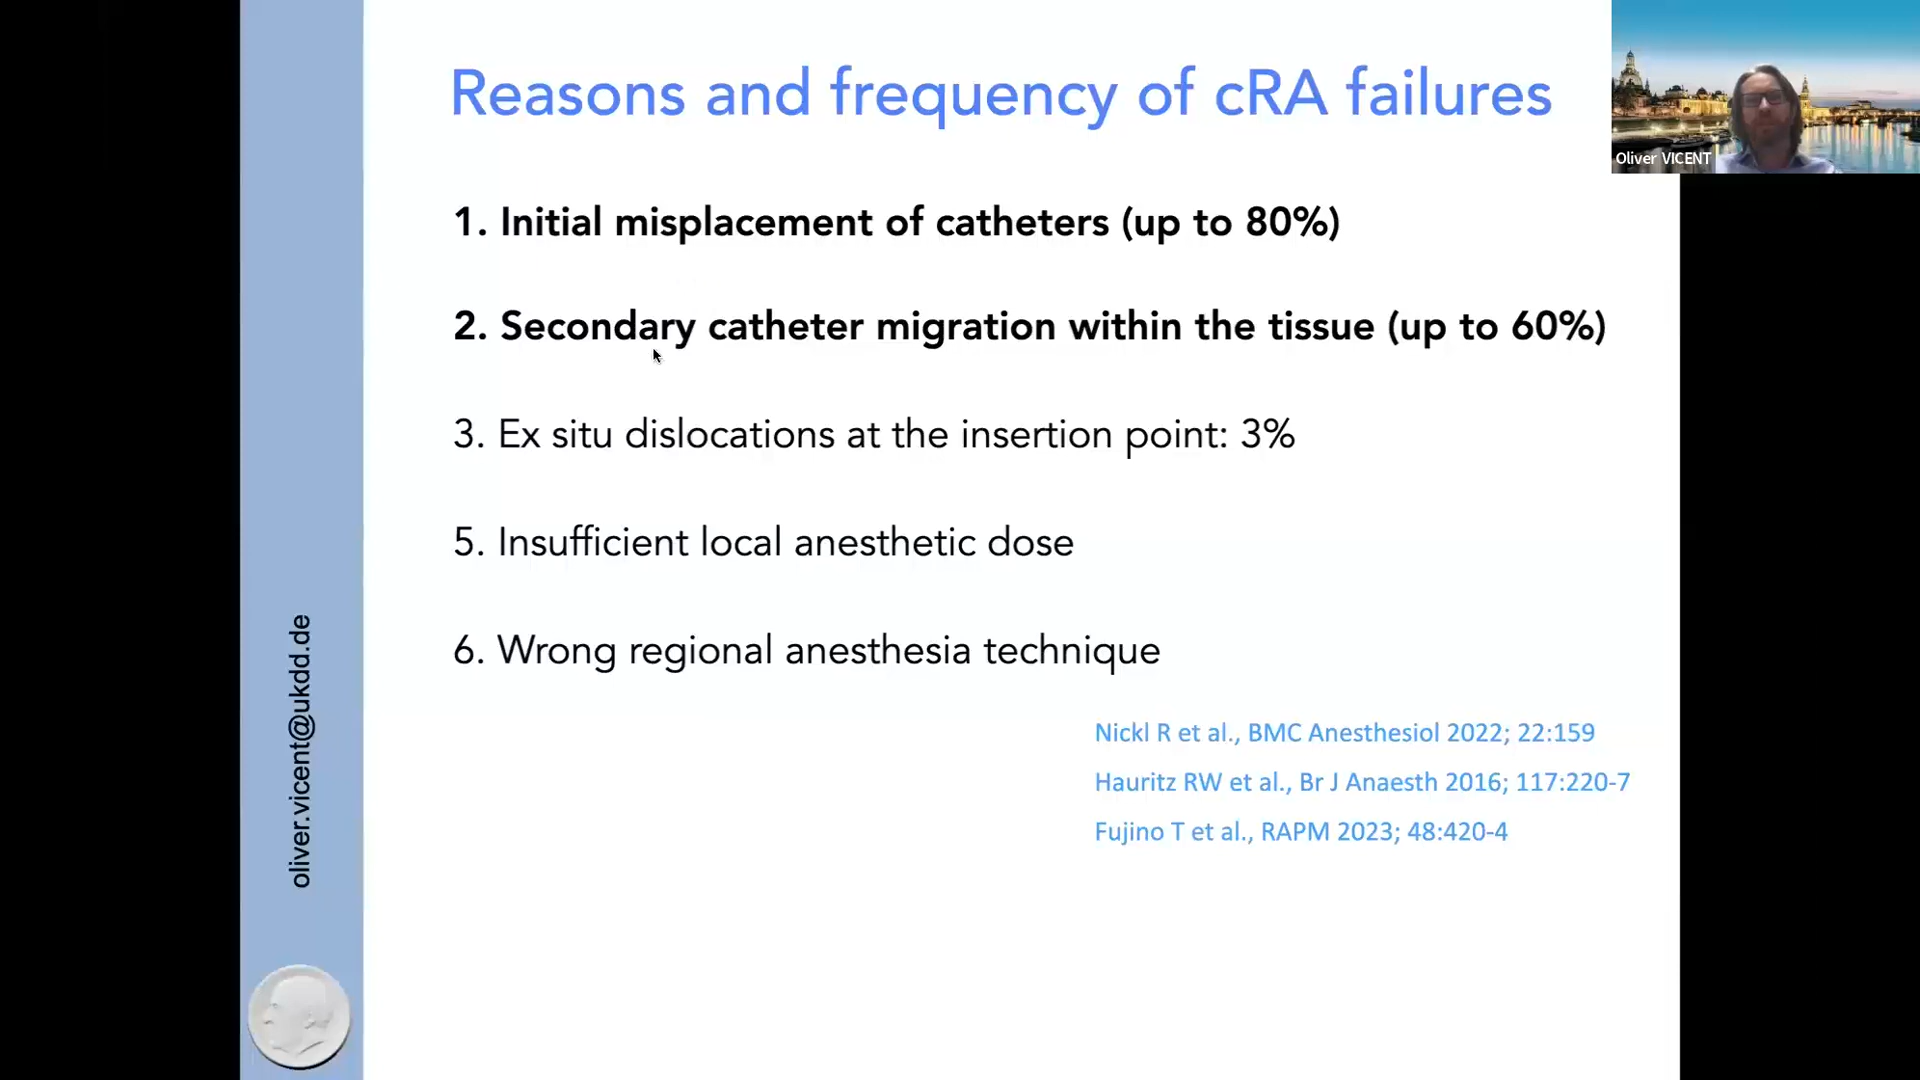 Reasons and frequency of cRA failures
Oliver VICENT
1. Initial misplacement of catheters (up to 80%)
2. Secondary catheter migration within the tissue (up to 60%)
3. Ex situ dislocations at the insertion point: 3%
5. Insufficient local anesthetic dose
6. Wrong regional anesthesia technique
Nickl R et al., BMC Anesthesiol 2022; 22:159
Hauritz RW et al., Br J Anaesth 2016; 117:220-7
Fujino T et al., RAPM 2023; 48:420-4
oliver.vicent@ukdd.de